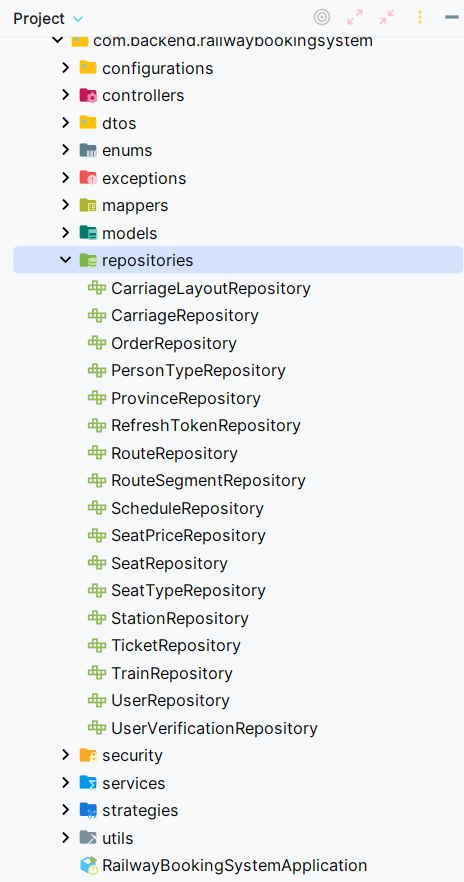 Project
com.backend.railwaybookingsystem
configurations
controllers
dtos
enums
exceptions
mappers
models
repositories
CarriageLayoutRepository
CarriageRepository
OrderRepository
PersonTypeRepository
ProvinceRepository
RefreshTokenRepository
RouteRepository
RouteSegmentRepository
ScheduleRepository
SeatPriceRepository
SeatRepository
SeatTypeRepository
StationRepository
TicketRepository
TrainRepository
UserRepository
UserVerificationRepository
security
services
strategies
utils
RailwayBookingSystemApplication